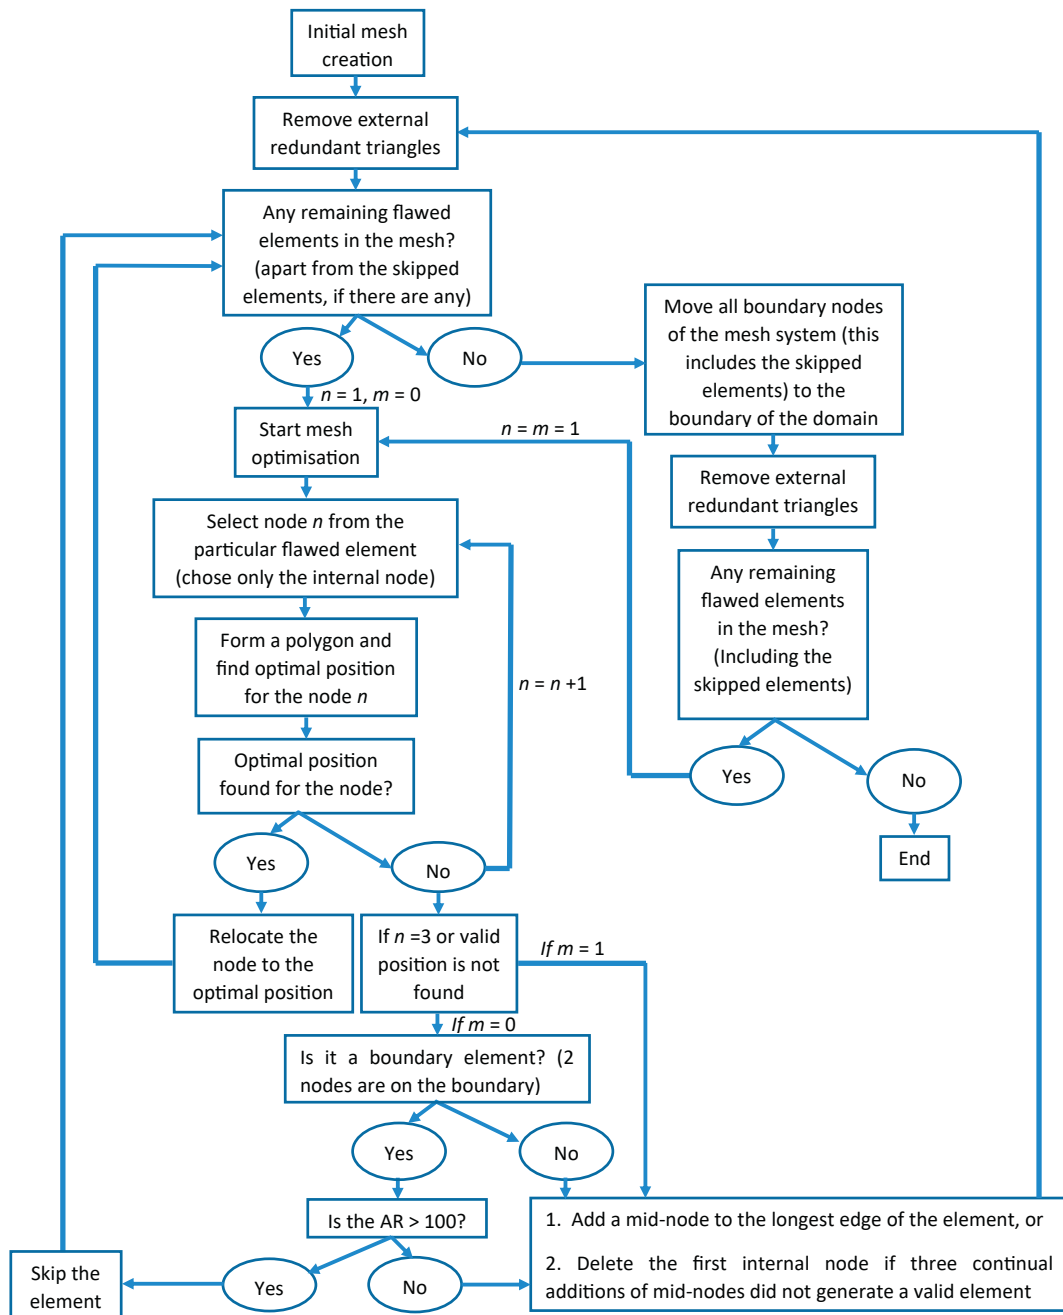 Initial mesh
creation
Remove external
redundant triangles
Any remaining flawed
elements in the mesh?
(apart from the skipped
elements, if there are any)
Yes
No
Move all boundary nodes
of the mesh system (this
includes the skipped
elements) to the
boundary of the domain
n = 1, m = 0
Start mesh
optimisation
n = m = 1
Remove external
redundant triangles
Select node n from the
particular flawed element
(chose only the internal node)
Any remaining
flawed elements
in the mesh?
(Including the
skipped elements)
Form a polygon and
find optimal position
for the node n
n = n +1
Optimal position
found for the node?
Yes
No
End
Yes
No
Relocate the
node to the
optimal position
If n =3 or valid
position is not
found
If m = 1
If m = 0
Is it a boundary element? (2
nodes are on the boundary)
Yes
No
Is the AR > 100?
Yes
No
Skip the
element
1. Add a mid-node to the longest edge of the element, or
2. Delete the first internal node if three continual
additions of mid-nodes did not generate a valid element